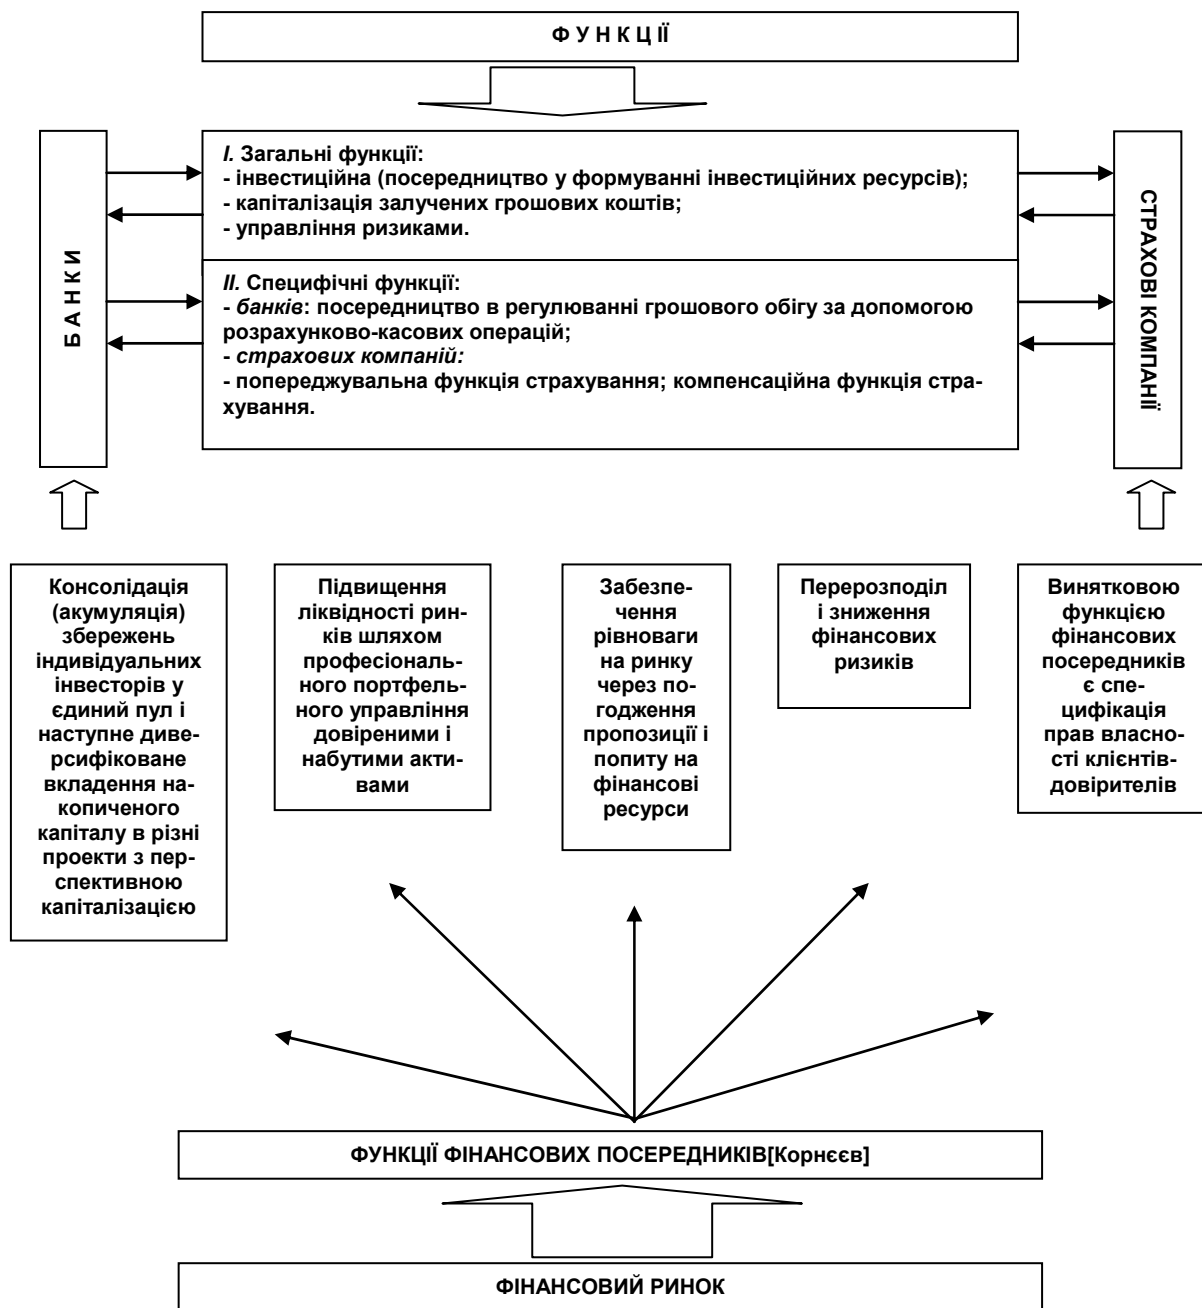 Ф У Н К Ц ІЇ
Б А Н К И
I. Загальні функції:
- інвестиційна (посередництво у формуванні інвестиційних ресурсів);
- капіталізація залучених грошових коштів;
- управління ризиками.
II. Специфічні функції:
- банків: посередництво в регулюванні грошового обігу за допомогою
розрахунково-касових операцій;
- страхових компаній:
- попереджувальна функція страхування; компенсаційна функція стра-
хування.
СТРАХОВІ КОМПАНІЇ
Консолідація
(акумуляція)
збережень
індивідуальних
інвесторів у
єдиний пул і
наступне диве-
рсифіковане
вкладення на-
копиченого
капіталу в різні
проекти з пер-
спективною
капіталізацією
Підвищення
ліквідності рин-
ків шляхом
професіональ-
ного портфель-
ного управління
довіреними і
набутими акти-
вами
Забезпе-
чення
рівноваги
на ринку
через по-
годження
пропозиції і
попиту на
фінансові
ресурси
Перерозподіл
і зниження
фінансових
ризиків
Винятковою
функцією
фінансових
посередників
є спе-
цифікація
прав власно-
сті клієнтів-
довірителів
ФУНКЦІЇ ФІНАНСОВИХ ПОСЕРЕДНИКІВ[Корнєєв]
ФІНАНСОВИЙ РИНОК